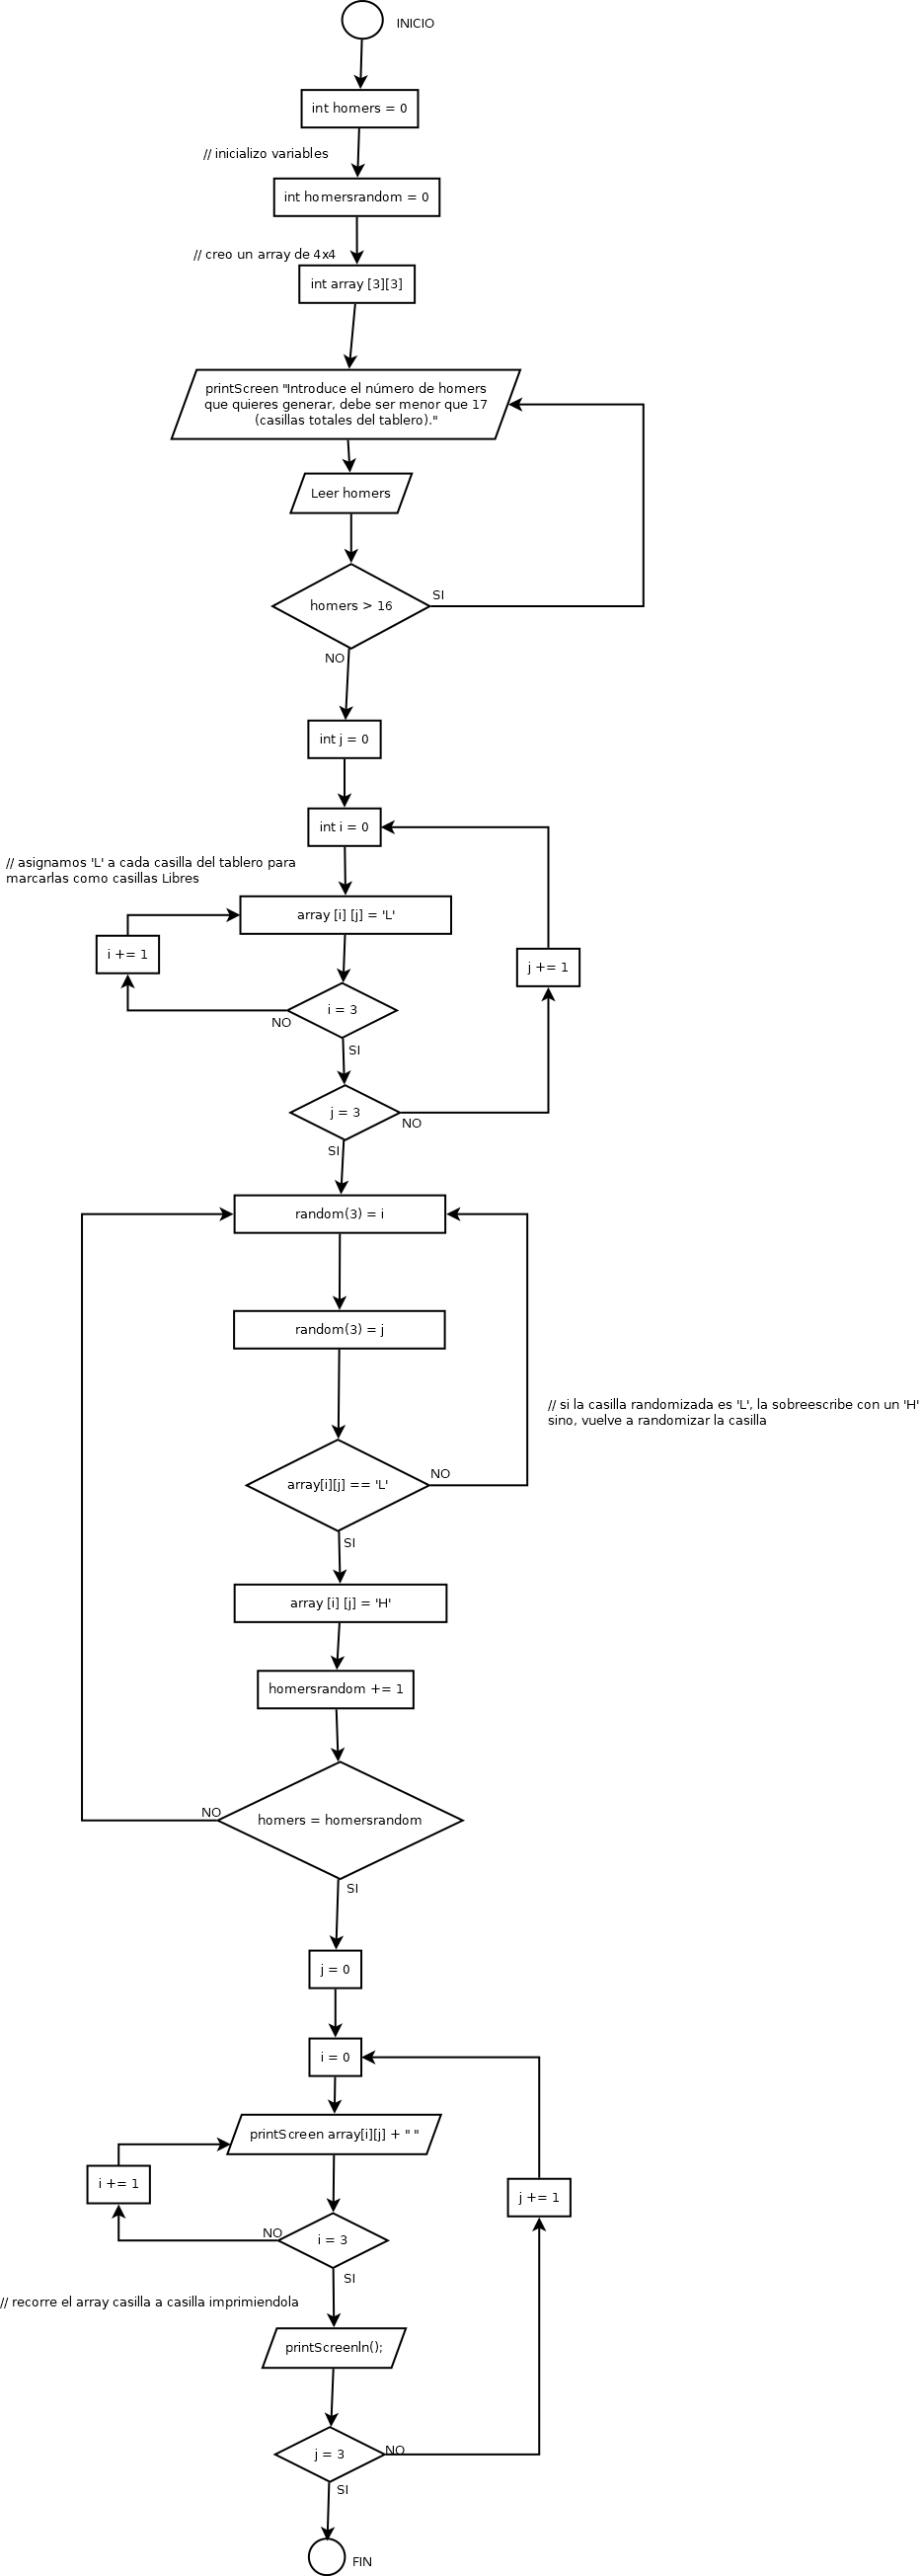 INICIO
int homers = 0
// inicializo variables
int homersrandom = 0
// creo un array de 4x4
int array [3][3]
printScreen "Introduce el número de homers
que quieres generar, debe ser menor que 17
(casillas totales del tablero)."
Leer homers
SI
homers > 16
NO
int j = 0
int i = 0
// asignamos 'L' a cada casilla del tablero para
marcarlas como casillas Libres
array [i] [j] = 'L'
i += 1
j += 1
i = 3
NO
SI
j = 3
NO
SI
random(3) = i
random(3) = j
// si la casilla randomizada es 'L', la sobreescribe con un 'H'
sino, vuelve a randomizar la casilla
NO
array[i][j] == 'L'
SI
array [i] [j] = 'H'
homersrandom += 1
NO
homers = homersrandom
SI
j = 0
i = 0
printScreen array[i][j] + " "
i += 1
j += 1
NO
i = 3
SI
// recorre el array casilla a casilla imprimiendola
printScreenln();
NO
j = 3
SI
FIN